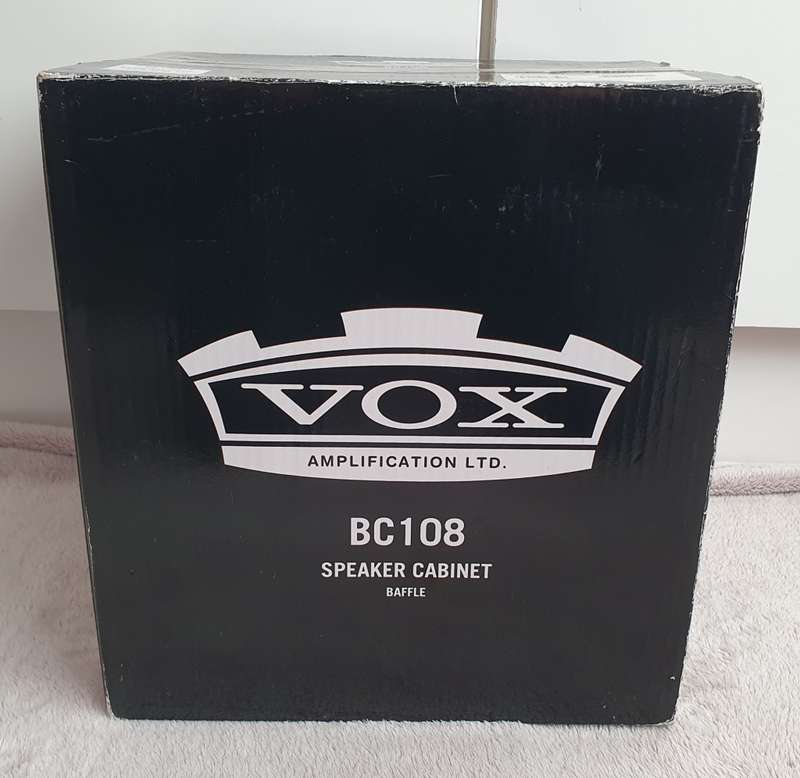 VOX
AMPLIFICATION LTD.
BC108
SPEAKER CABINET
BAFFLE